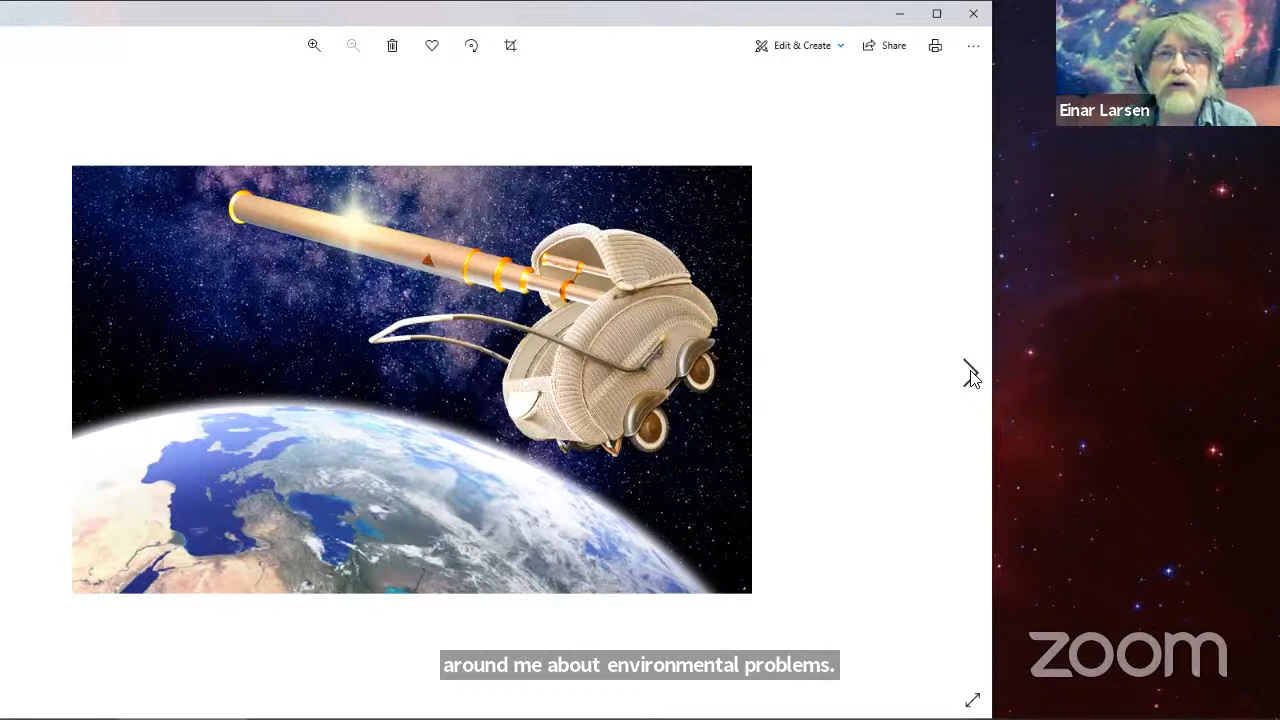 Edit & Create
Share
Einar Larsen
around me about environmental problems.
zoom